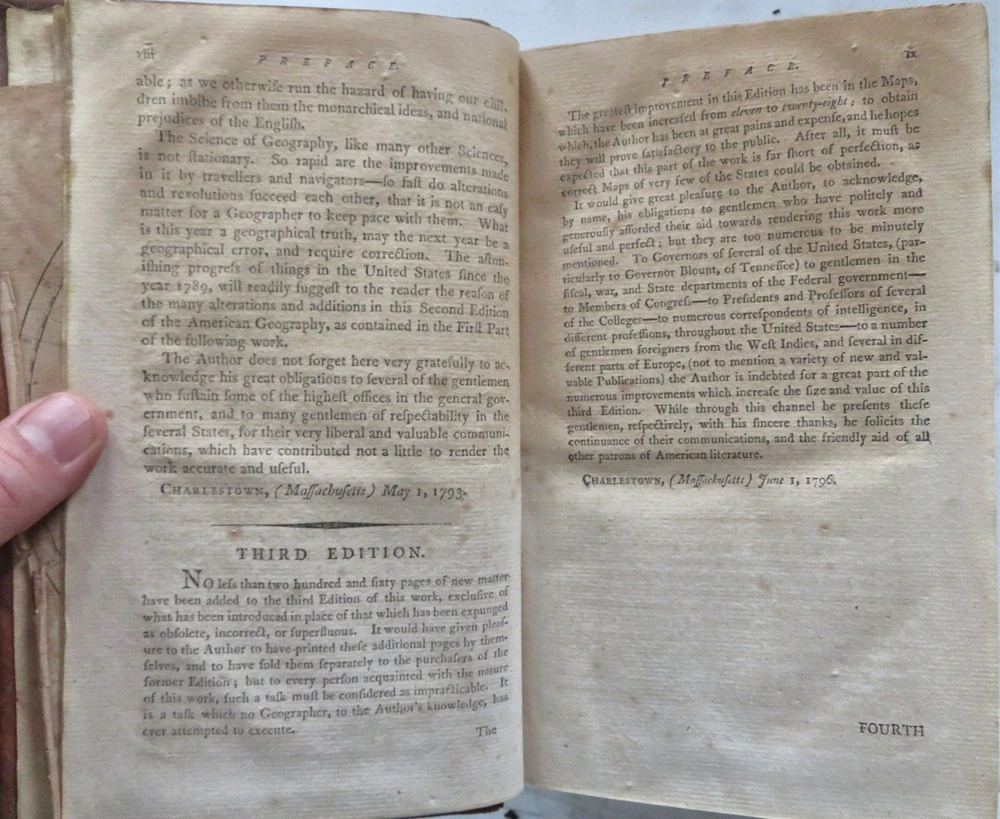 viii
PREFACE.
able; as we otherwiſe run the hazard of having our chil-
dren imbibe from them the monarchical ideas, and national
prejudices of the Engliſh.
The Science of Geography, like many other Sciences,
is not ſtationary. So rapid are the improvements made
in it by travellers and navigators—ſo faſt do alterations
and revolutions ſucceed each other, that it is not an eaſy
matter for a Geographer to keep pace with them. What
is this year a geographical truth, may the next year be a
geographical error, and require correction. The aſton-
iſhing progreſs of things in the United States ſince the
year 1789, will readily ſuggeſt to the reader the reaſon of
the many alterations and additions in this Second Edition
of the American Geography, as contained in the Firſt Part
of the following work.
The Author does not forget here very gratefully to ac-
knowledge his great obligations to ſeveral of the gentlemen
who ſuſtain ſome of the higheſt offices in the general gov-
ernment, and to many gentlemen of reſpectability in the
ſeveral States, for their very liberal and valuable communi-
cations, which have contributed not a little to render the
work accurate and uſeful.
CHARLESTOWN, (Maſſachuſetts) May 1, 1793.
THIRD EDITION.
NO leſs than two hundred and ſixty pages of new matter
have been added to the third Edition of this work, excluſive of
what has been introduced in place of that which has been expunged
as obſolete, incorrect, or ſuperfluous. It would have given pleaſ-
ure to the Author to have printed theſe additional pages by them-
ſelves, and to have ſold them ſeparately to the purchaſers of the
former Edition; but to every perſon acquainted with the nature
of this work, ſuch a taſk muſt be conſidered as impracticable. It
is a taſk which no Geographer, to the Author's knowledge, has
ever attempted to execute.
The
PREFACE.
ix
The greateſt improvement in this Edition has been in the Maps,
which have been increaſed from eleven to twenty-eight; to obtain
which, the Author has been at great pains and expenſe, and he hopes
they will prove ſatisfactory to the public. After all, it muſt be
expected that this part of the work is far ſhort of perfection, as
correct Maps of very few of the States could be obtained.
It would give great pleaſure to the Author, to acknowledge,
by name, his obligations to gentlemen who have politely and
generouſly afforded their aid towards rendering this work more
uſeful and perfect; but they are too numerous to be minutely
mentioned. To Governors of ſeveral of the United States, (par-
ticularly to Governor Blount, of Tenneſſee) to gentlemen in the
fiſcal, war, and State departments of the Federal government—
to Members of Congreſs—to Preſidents and Profeſſors of ſeveral
of the Colleges—to numerous correſpondents of intelligence, in
different profeſſions, throughout the United States—to a number
of gentlemen foreigners from the Weſt Indies, and ſeveral in dif-
ferent parts of Europe, (not to mention a variety of new and val-
uable Publications) the Author is indebted for a great part of the
numerous improvements which increaſe the ſize and value of this
third Edition. While through this channel he preſents theſe
gentlemen, reſpectively, with his ſincere thanks, he ſolicits the
continuance of their communications, and the friendly aid of all
other patrons of American literature.
CHARLESTOWN, (Maſſachuſetts) June 1, 1796.
FOURTH